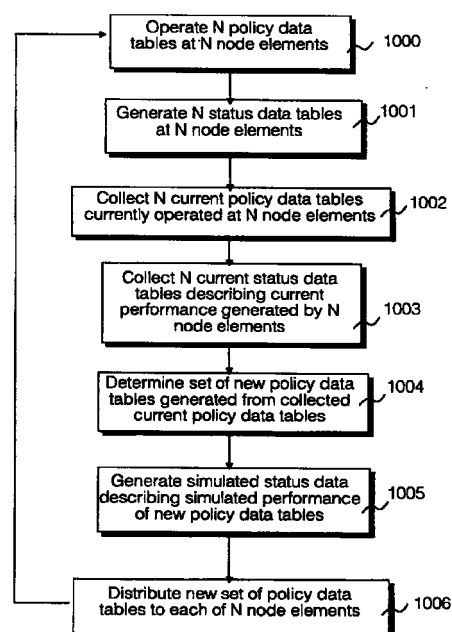 Operate N policy data
tables at N node elements
1000
Generate N status data tables
at N node elements
1001
Collect N current policy data tables
currently operated at N node elements
1002
Collect N current status data
tables describing current
performance generated by N
node elements
1003
Determine set of new policy data
tables generated from collected
current policy data tables
1004
Generate simulated status data
describing simulated performance
of new policy data tables
1005
Distribute new set of policy data
tables to each of N node elements
1006